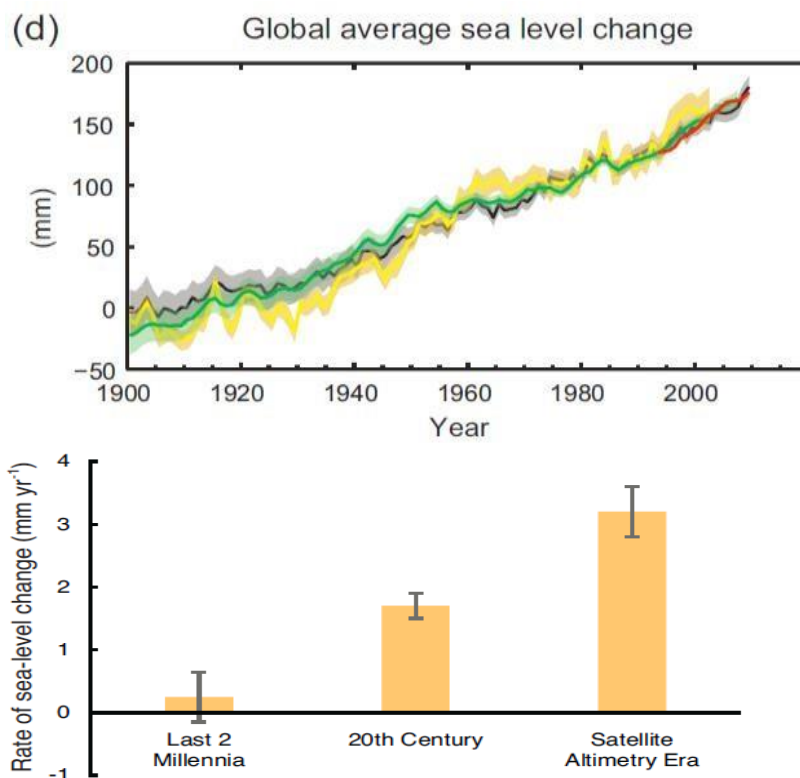 (d)
Global average sea level change
200
150
100
50
0
−50
(mm)
1900 1920 1940 1960 1980 2000
Year
Rate of sea-level change (mm yr-1)
4
3
2
1
0
-1
Last 2
Millennia
20th Century
Satellite
Altimetry Era